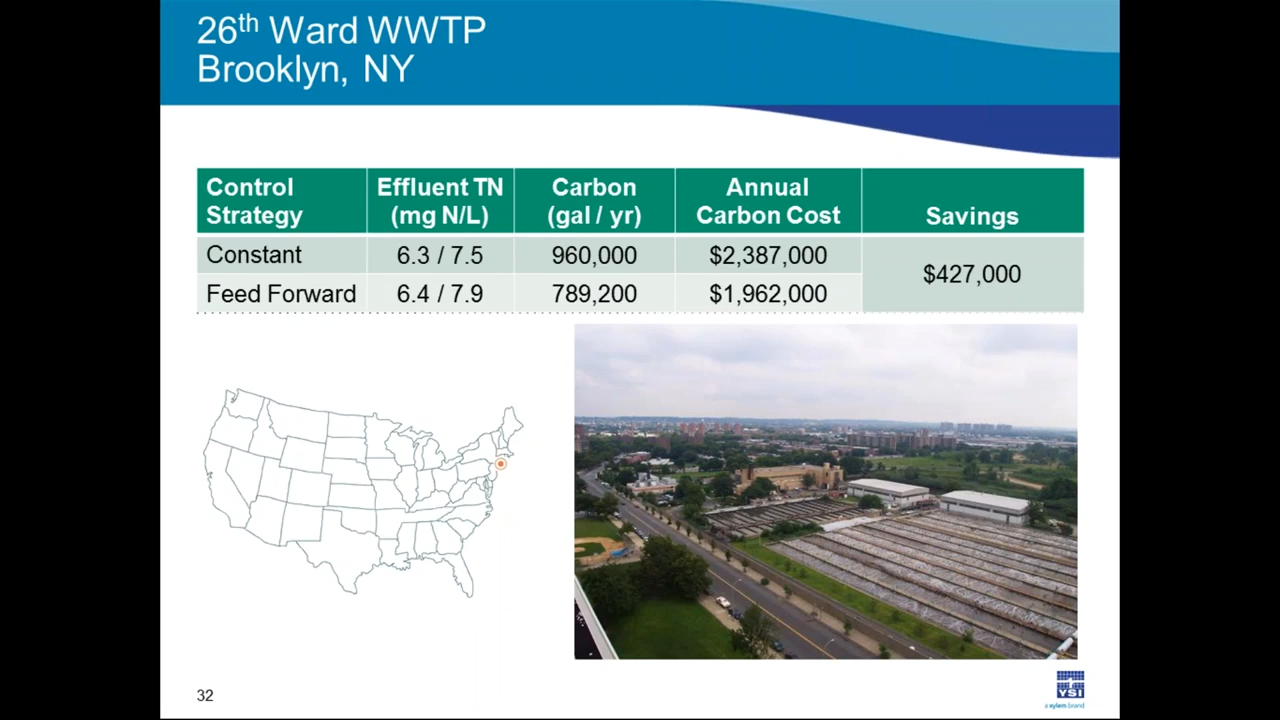 26th Ward WWTP
Brooklyn, NY
Control Strategy Effluent TN (mg N/L) Carbon (gal / yr) Annual Carbon Cost Savings
Constant 6.3 / 7.5 960,000 $2,387,000 $427,000
Feed Forward 6.4 / 7.9 789,200 $1,962,000
32
YSI
a xylem brand